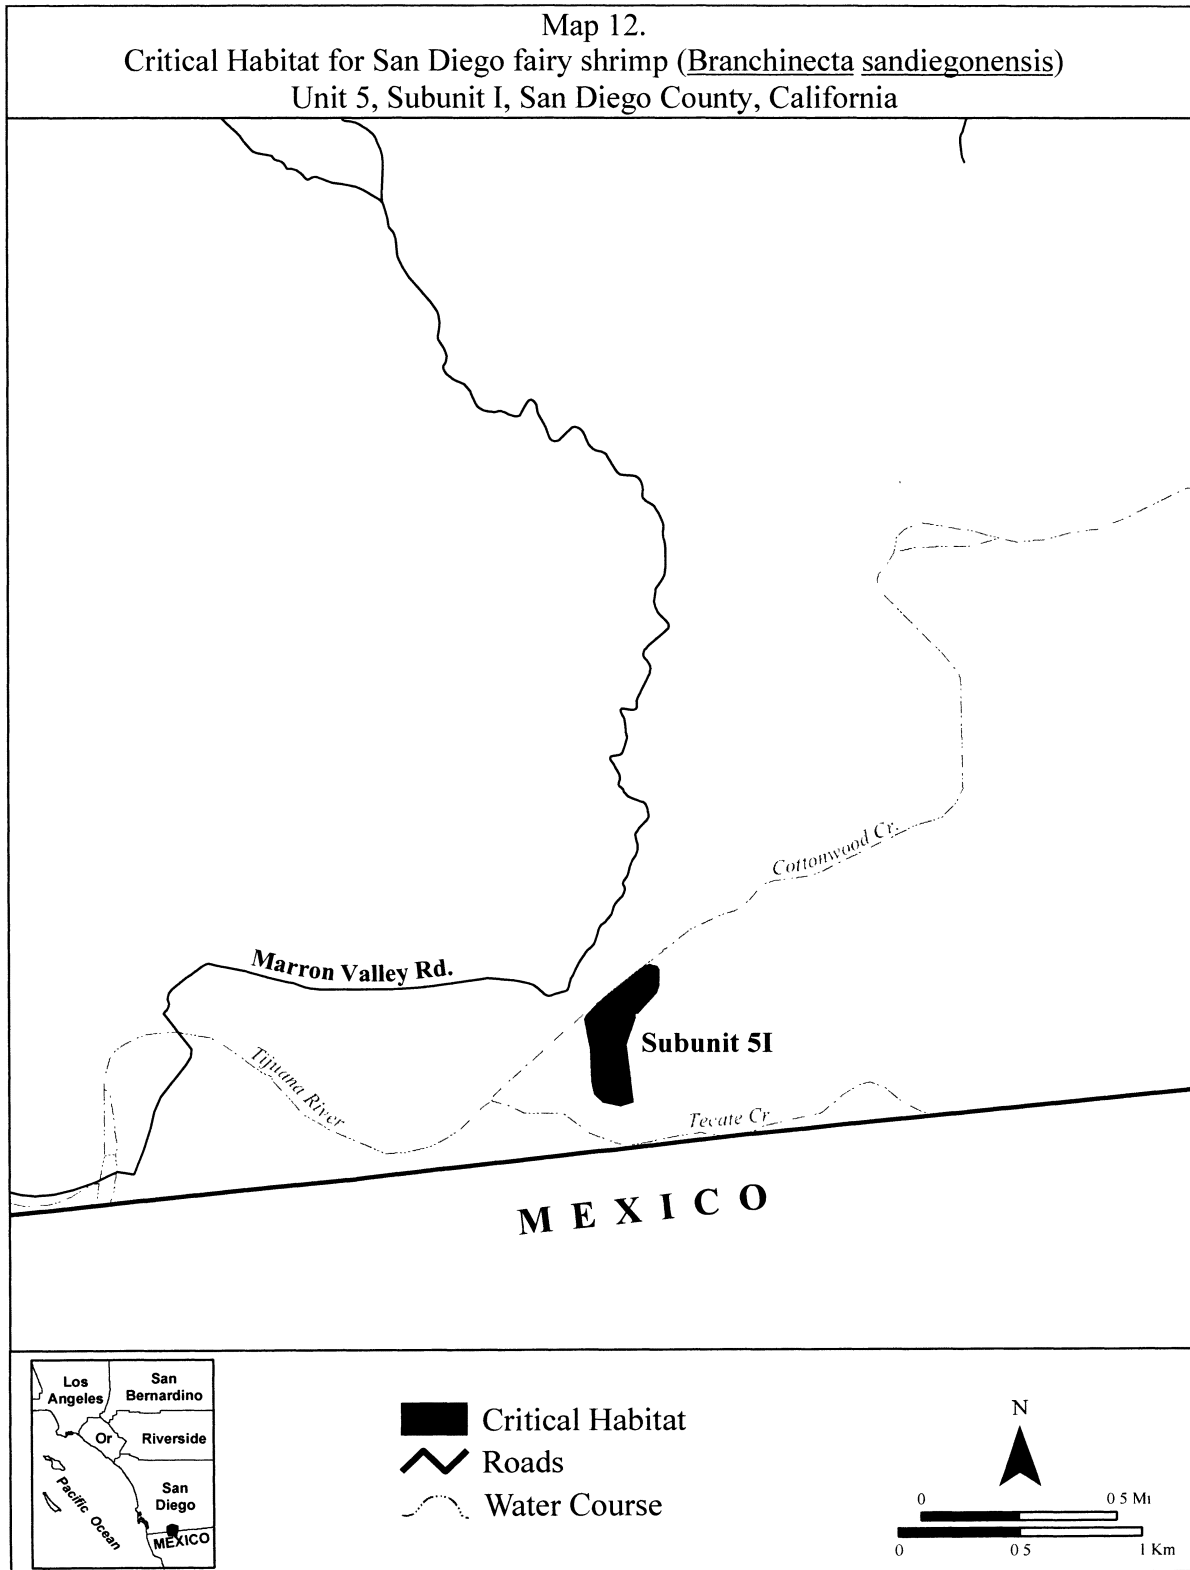 Map 12.
Critical Habitat for San Diego fairy shrimp (Branchinecta sandiegonensis)
Unit 5, Subunit I, San Diego County, California
Cottonwood Cr.
Marron Valley Rd.
Subunit 5I
Tijuana River
Tecate Cr
MEXICO
Los
Angeles
San
Bernardino
Or
Riverside
San
Diego
Pacific Ocean
MEXICO
Critical Habitat
Roads
Water Course
N
0 0 5 Mi
0 0 5 1 Km